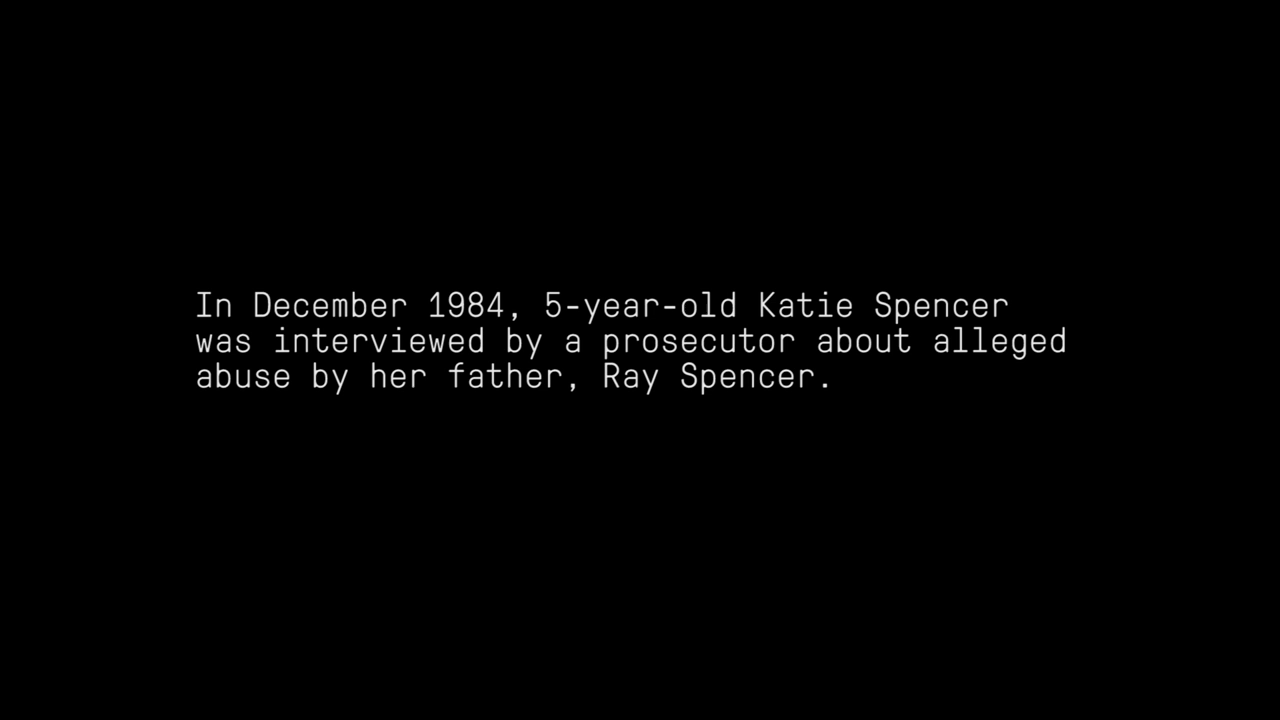 In December 1984, 5-year-old Katie Spencer
was interviewed by a prosecutor about alleged
abuse by her father, Ray Spencer.